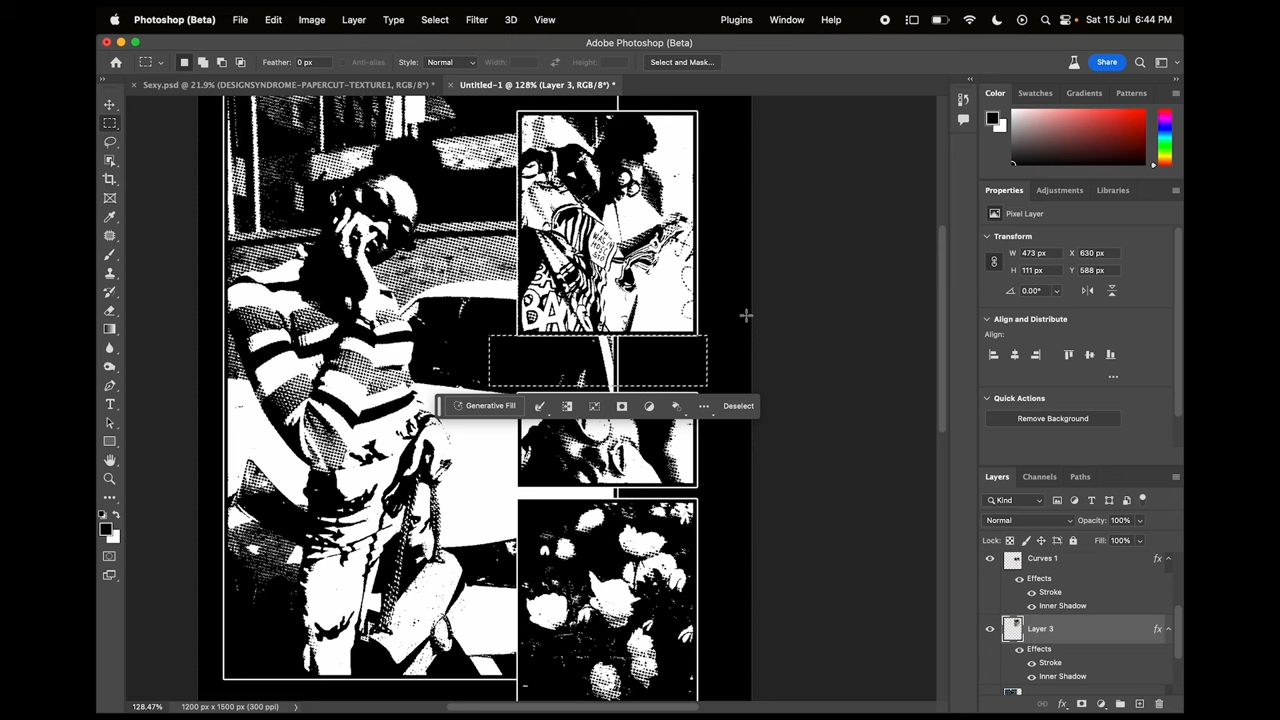 Photoshop (Beta) File Edit Image Layer Type Select Filter 3D View Plugins Window Help Sat 15 Jul 6:44 PM
Adobe Photoshop (Beta)
Feather: 0 px Anti-alias Style: Normal Width: Height: Select and Mask... Share
Sexy.psd @ 21.9% (DESIGNSYNDROME-PAPERCUT-TEXTURE1, RGB/8*) * Untitled-1 @ 128% (Layer 3, RGB/8*) *
Color Swatches Gradients Patterns
Properties Adjustments Libraries
Pixel Layer
Transform
W 473 px X 630 px
H 111 px Y 588 px
0.00°
Align and Distribute
Align:
Quick Actions
Remove Background
BA
Generative Fill Deselect
Layers Channels Paths
Kind
Normal Opacity: 100%
Lock: Fill: 100%
Curves 1 fx
Effects
Stroke
Inner Shadow
Layer 3 fx
Effects
Stroke
Inner Shadow
128.47% 1200 px x 1500 px (300 ppi)